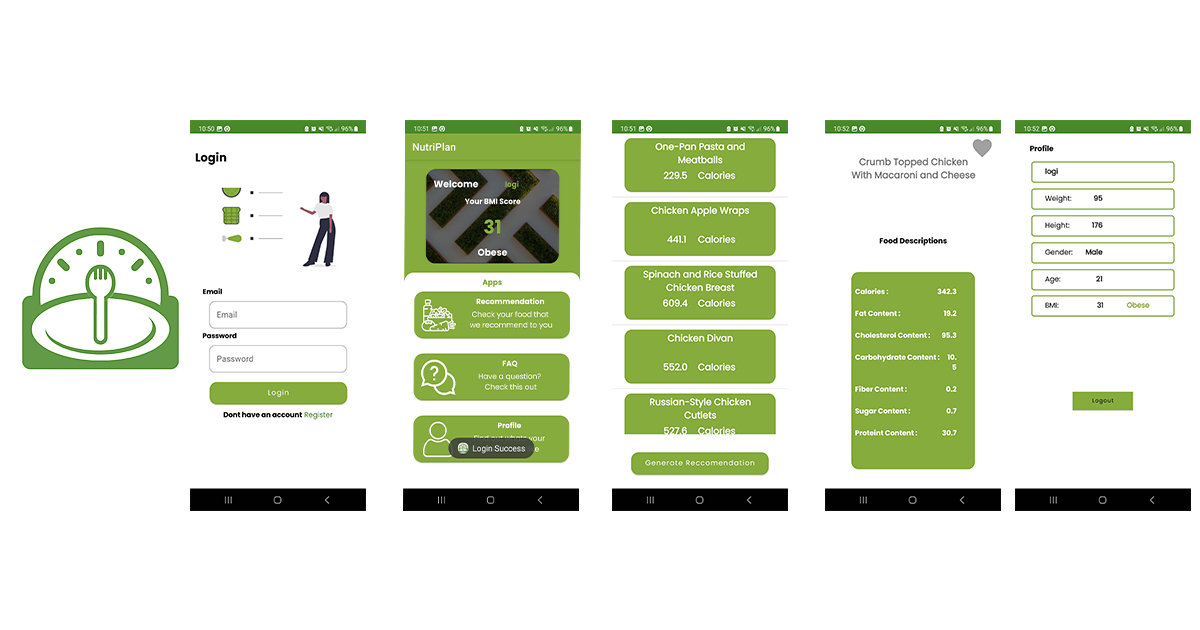 10:50 96%
Login
Email
Email
Password
Password
Login
Dont have an account Register
10:51 96%
NutriPlan
Welcome logi
Your BMI Score
31
Obese
Apps
Recommendation
Check your food that
we recommend to you
FAQ
Have a question?
Check this out
Profile
Find out whats your
Login Success
10:51 96%
One-Pan Pasta and
Meatballs
229.5 Calories
Chicken Apple Wraps
441.1 Calories
Spinach and Rice Stuffed
Chicken Breast
609.4 Calories
Chicken Divan
552.0 Calories
Russian-Style Chicken
Cutlets
527.6 Calories
Generate Reccomendation
10:52 96%
Crumb Topped Chicken
With Macaroni and Cheese
Food Descriptions
Calories : 342.3
Fat Content : 19.2
Cholesterol Content : 95.3
Carbohydrate Content : 10.
5
Fiber Content : 0.2
Sugar Content : 0.7
Proteint Content : 30.7
10:52 96%
Profile
logi
Weight: 95
Height: 176
Gender: Male
Age: 21
BMI: 31 Obese
Logout